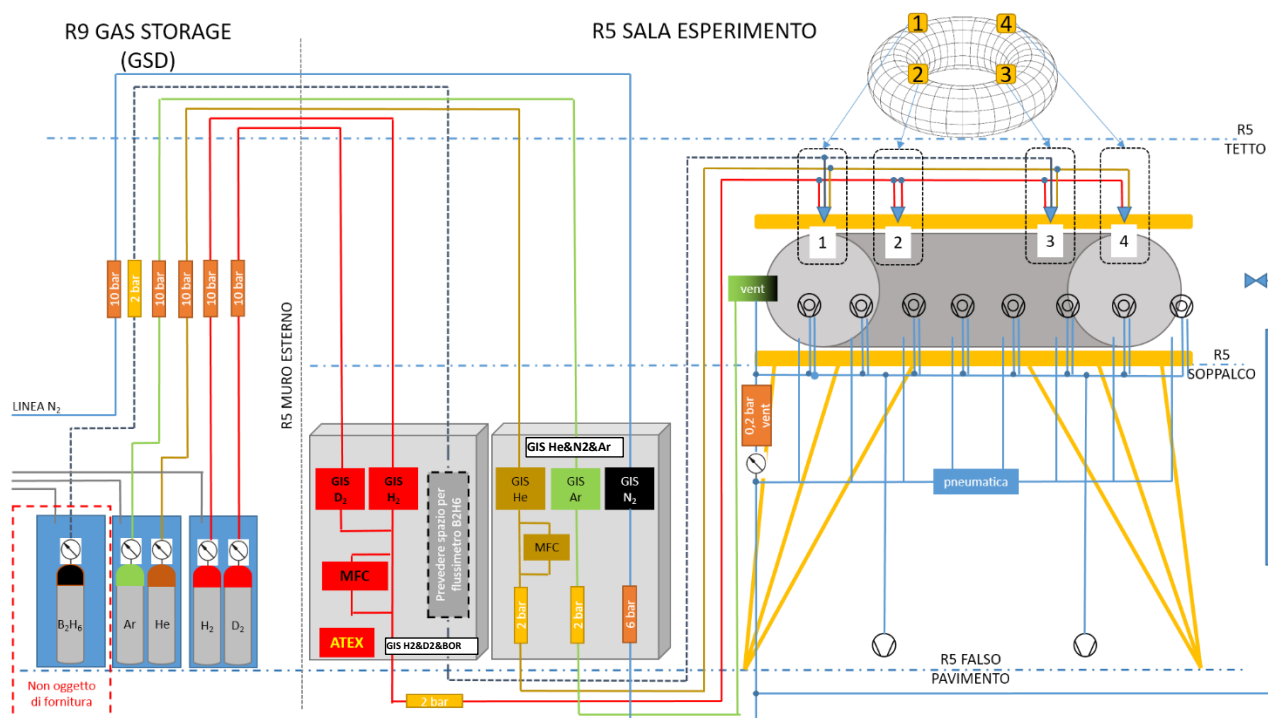 R9 GAS STORAGE
(GSD)
R5 SALA ESPERIMENTO
1
4
2
3
R5
TETTO
10 bar
2 bar
10 bar
10 bar
10 bar
10 bar
R5 MURO ESTERNO
1
2
3
4
vent
R5
SOPPALCO
LINEA N2
0,2 bar
vent
GIS He&N2&Ar
GIS
D2
GIS
H2
Prevedere spazio per
flussimetro B2H6
GIS
He
GIS
Ar
GIS
N2
pneumatica
MFC
MFC
2 bar
2 bar
6 bar
B2H6
Ar
He
H2
D2
ATEX
GIS H2&D2&BOR
R5 FALSO
PAVIMENTO
Non oggetto
di fornitura
2 bar